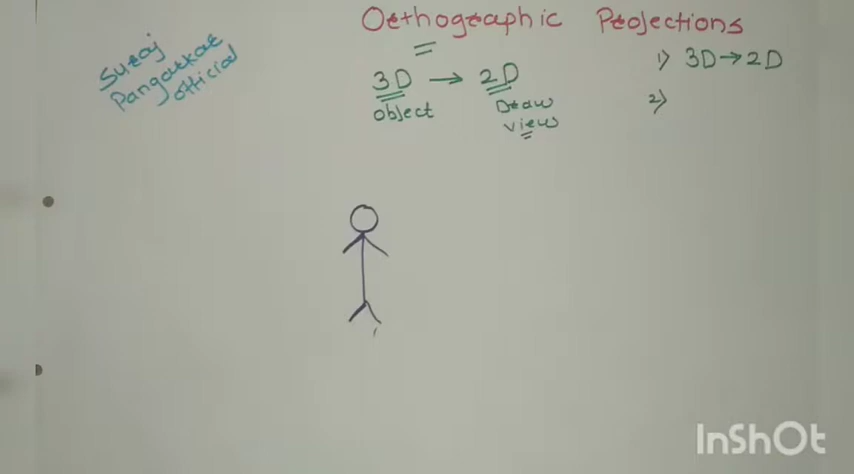 Orthographic Projections
Suraj
Pangarkar
official
3D → 2D
object
Draw
view
1) 3D → 2D
2)
InShOt